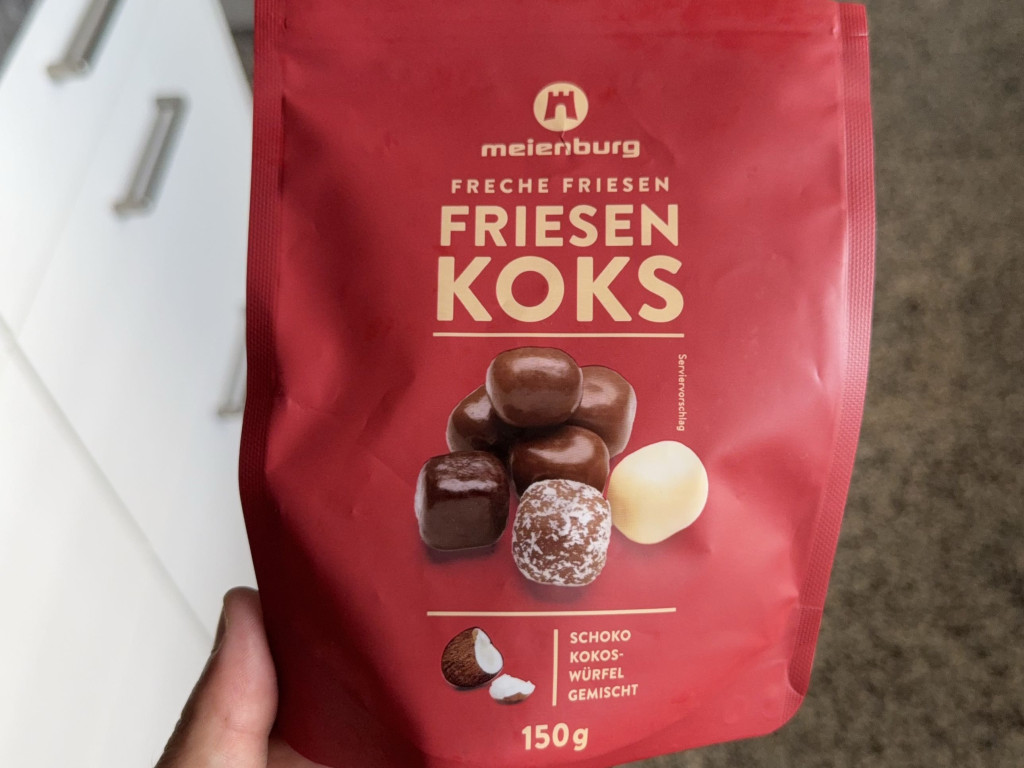 meienburg
FRECHE FRIESEN
FRIESEN
KOKS
Serviervorschlag
SCHOKO
KOKOS-
WÜRFEL
GEMISCHT
150g